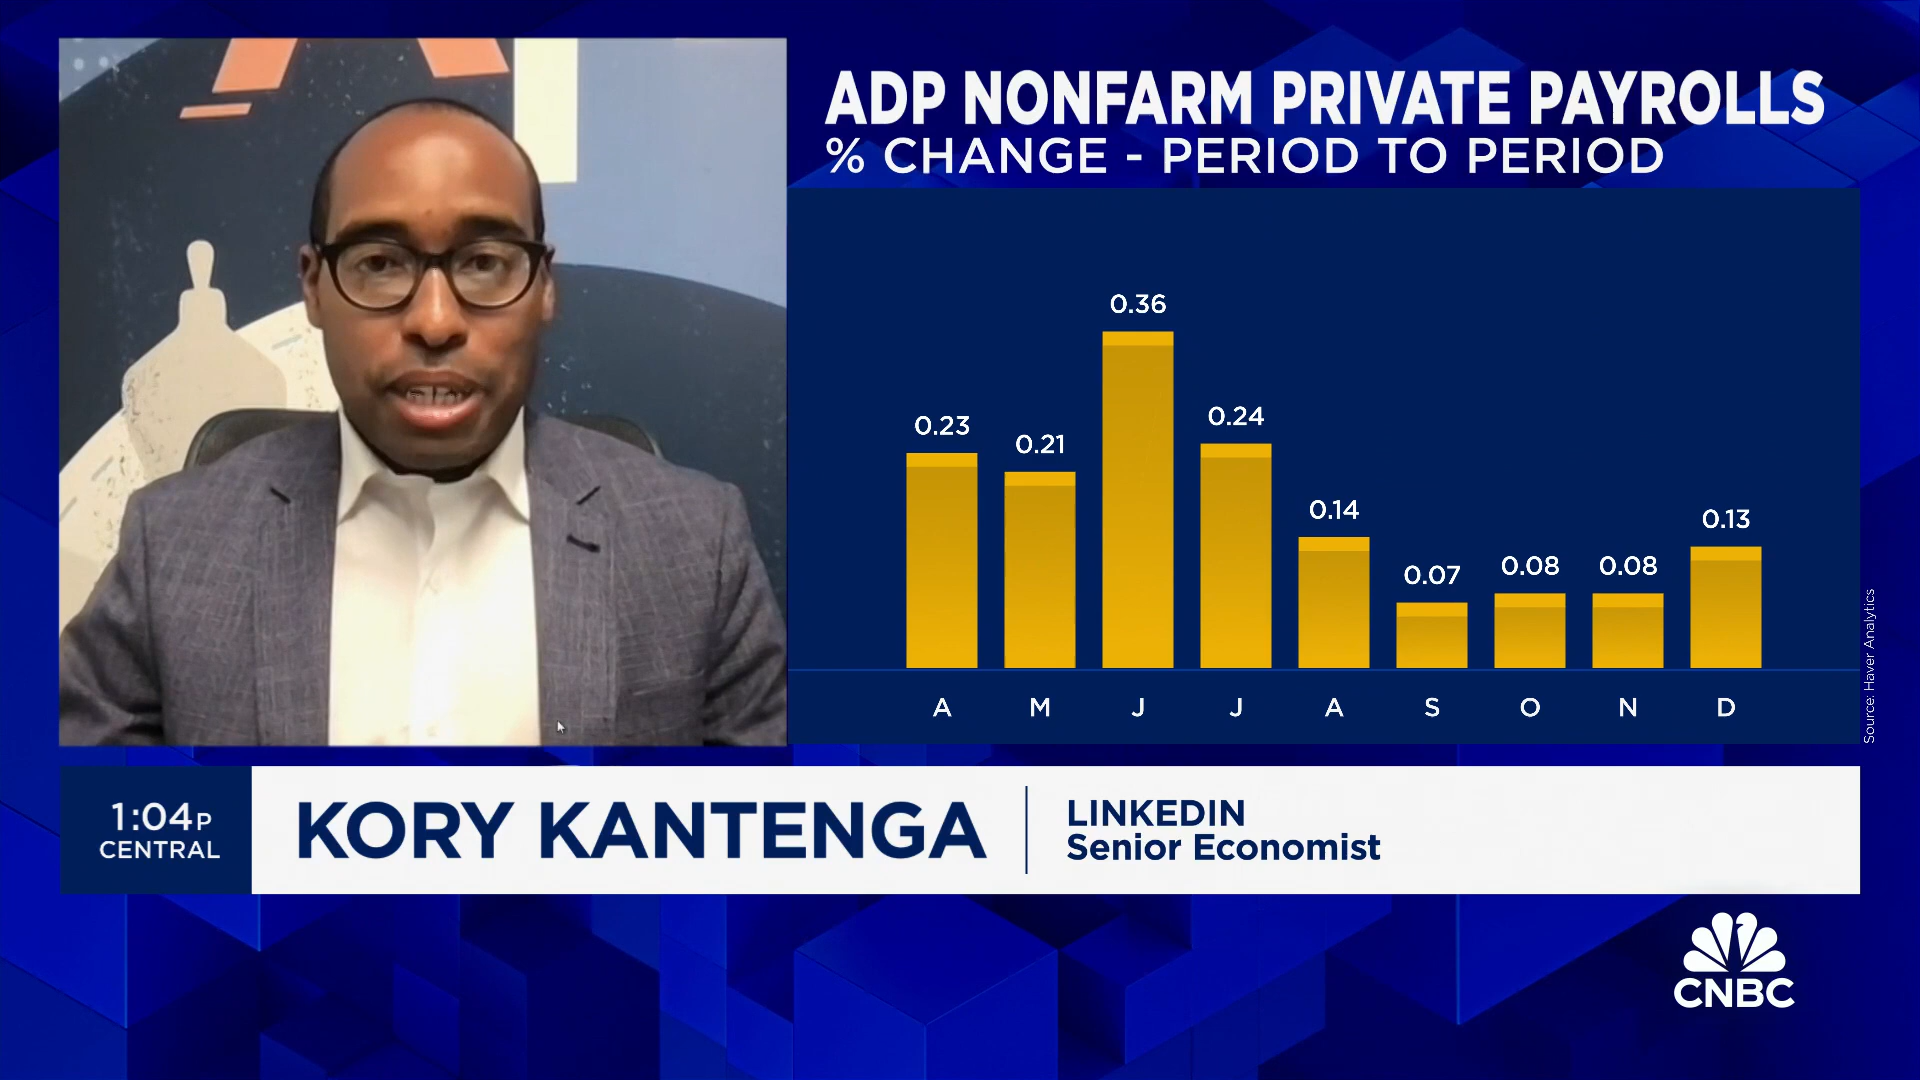 ADP NONFARM PRIVATE PAYROLLS
% CHANGE - PERIOD TO PERIOD
0.23
0.21
0.36
0.24
0.14
0.07
0.08
0.08
0.13
A M J J A S O N D
Source: Haver Analytics
1:04P
CENTRAL
KORY KANTENGA
LINKEDIN
Senior Economist
CNBC